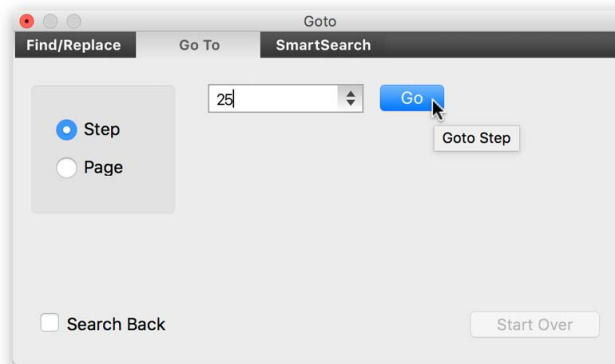 Goto
Find/Replace Go To SmartSearch
25 Go
Goto Step
Step
Page
Search Back Start Over